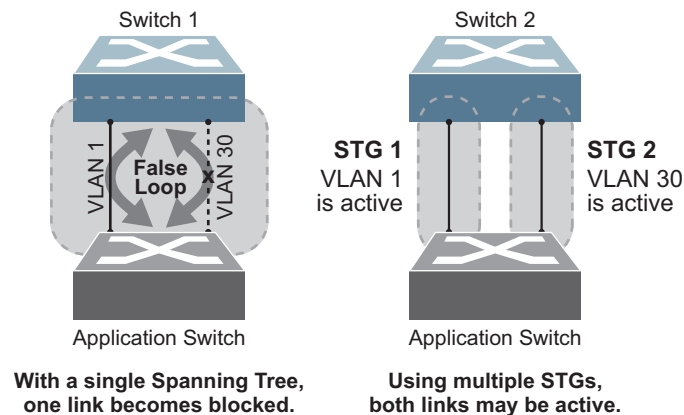 Switch 1
VLAN 1
False
Loop
x
VLAN 30
Application Switch
With a single Spanning Tree,
one link becomes blocked.
Switch 2
STG 1
VLAN 1
is active
STG 2
VLAN 30
is active
Application Switch
Using multiple STGs,
both links may be active.